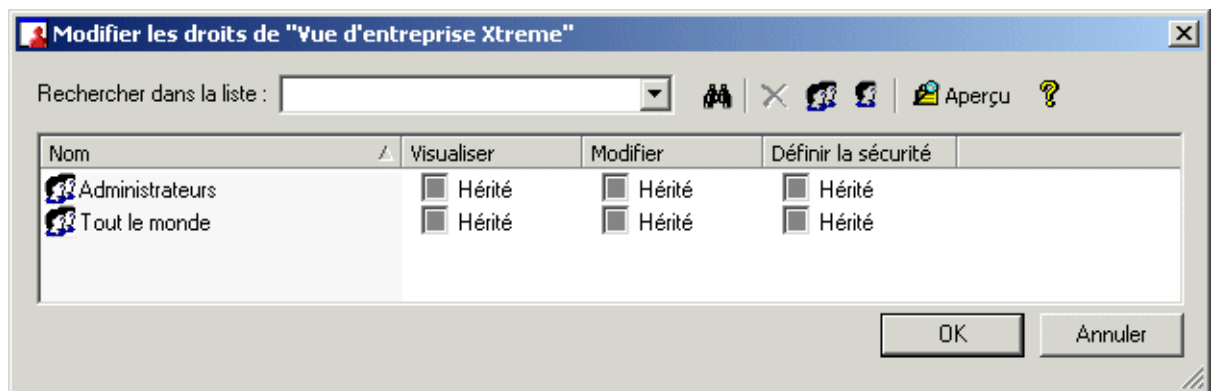 Modifier les droits de "Vue d'entreprise Xtreme"
Rechercher dans la liste : Aperçu
Nom Visualiser Modifier Définir la sécurité
Administrateurs Hérité Hérité Hérité
Tout le monde Hérité Hérité Hérité
OK Annuler